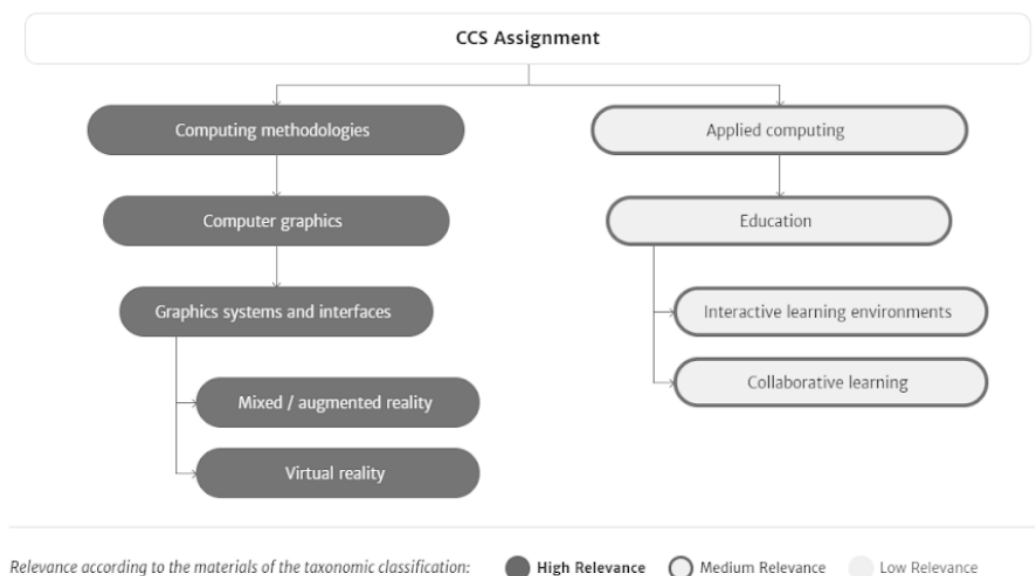 CCS Assignment
Computing methodologies
Computer graphics
Graphics systems and interfaces
Mixed / augmented reality
Virtual reality
Applied computing
Education
Interactive learning environments
Collaborative learning
Relevance according to the materials of the taxonomic classification: High Relevance Medium Relevance Low Relevance